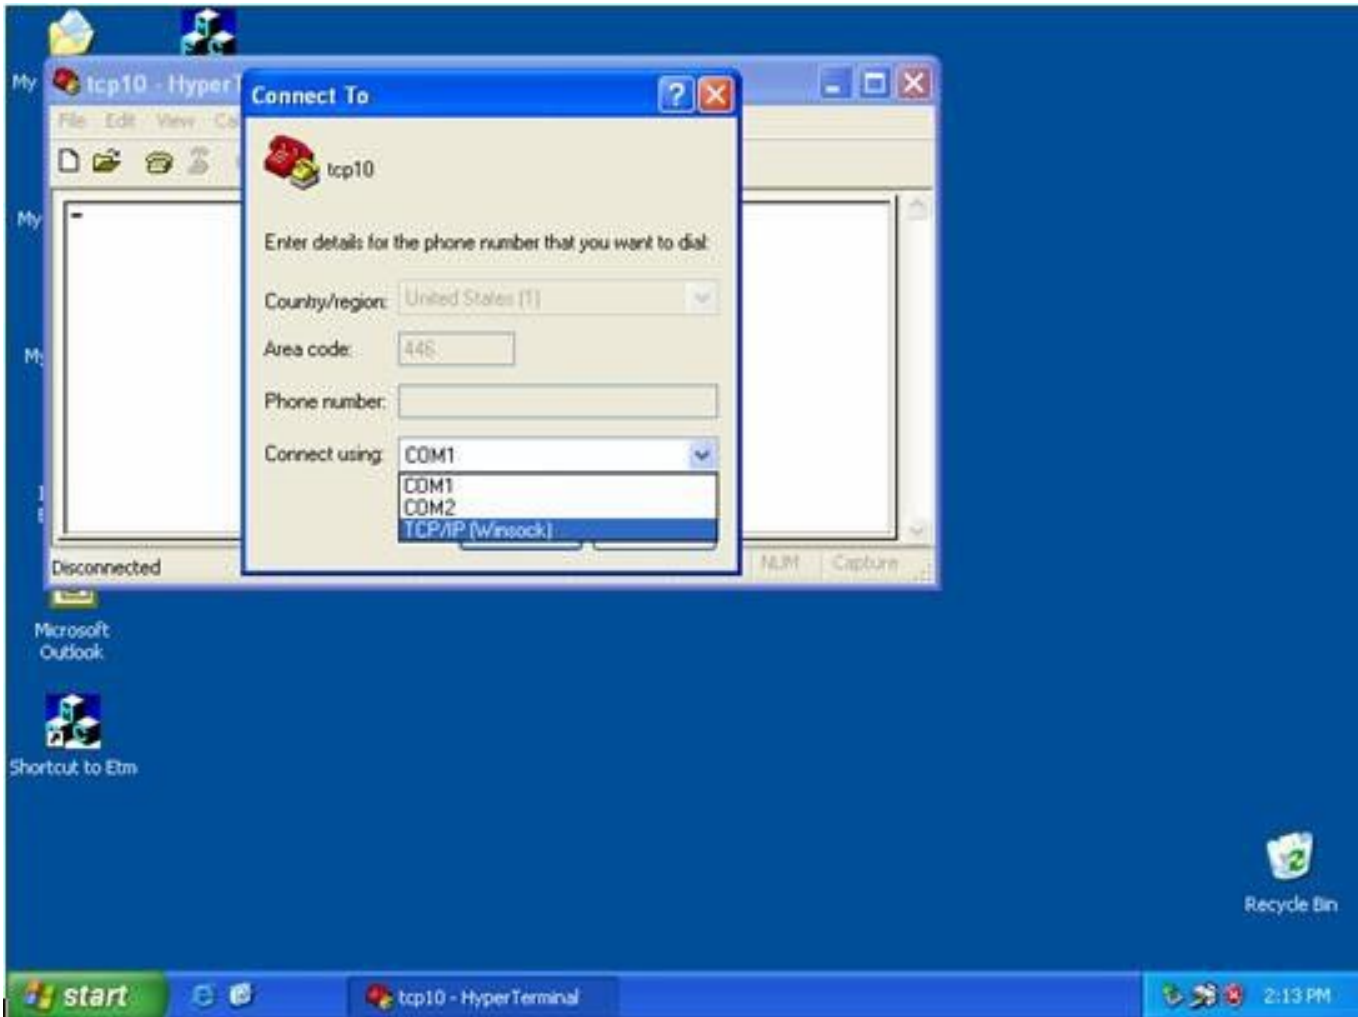 My
tcp10 - Hyper
File Edit View Ca
Connect To
tcp10
My
Enter details for the phone number that you want to dial:
Country/region: United States (1)
Area code: 446
My
Phone number:
Connect using: COM1
COM1
COM2
TCP/IP (Winsock)
Disconnected
NUM Capture
Microsoft
Outlook
Shortcut to Etm
Recycle Bin
start
tcp10 - HyperTerminal
2:13 PM